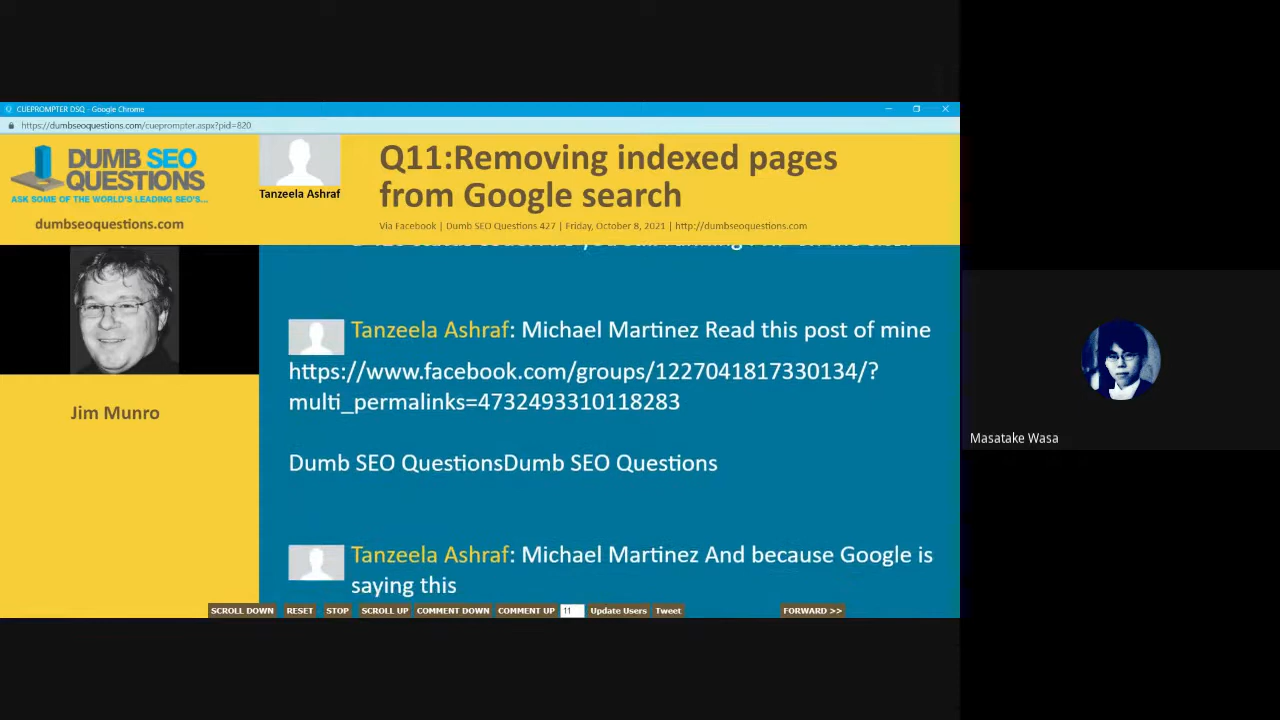 CUEPROMPTER DSQ - Google Chrome
https://dumbseoquestions.com/cueprompter.aspx?pid=820
DUMB SEO
QUESTIONS
ASK SOME OF THE WORLD'S LEADING SEO'S...
dumbseoquestions.com
Tanzeela Ashraf
Q11:Removing indexed pages
from Google search
Via Facebook | Dumb SEO Questions 427 | Friday, October 8, 2021 | http://dumbseoquestions.com
Jim Munro
Tanzeela Ashraf: Michael Martinez Read this post of mine
https://www.facebook.com/groups/1227041817330134/?
multi_permalinks=4732493310118283
Dumb SEO QuestionsDumb SEO Questions
Tanzeela Ashraf: Michael Martinez And because Google is
saying this
SCROLL DOWN RESET STOP SCROLL UP COMMENT DOWN COMMENT UP 11 Update Users Tweet FORWARD >>
Masatake Wasa